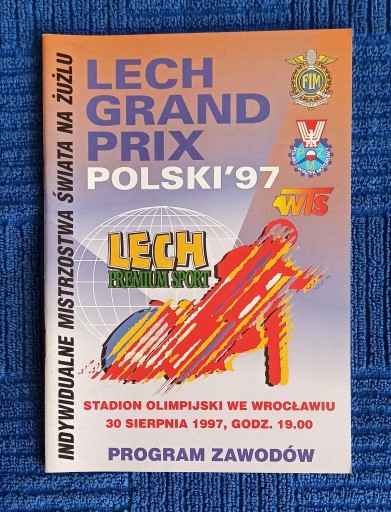 INDYWIDUALNE MISTRZOSTWA ŚWIATA NA ŻUŻLU
LECH
GRAND
PRIX
POLSKI'97
FIM
PZM
WTS
LECH
PREMIUM SPORT
STADION OLIMPIJSKI WE WROCŁAWIU
30 SIERPNIA 1997, GODZ. 19.00
PROGRAM ZAWODÓW